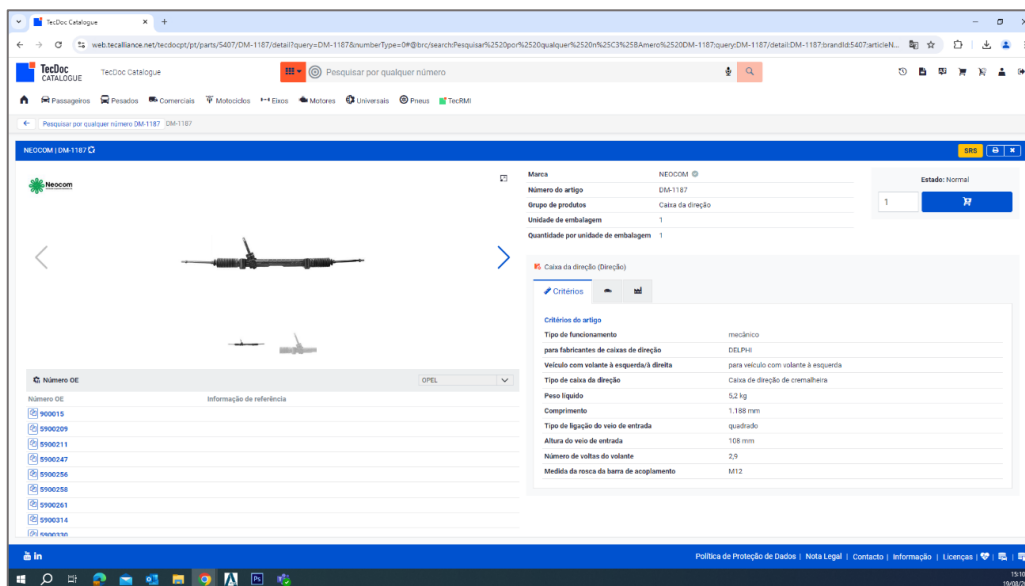 TecDoc Catalogue
web.tecalliance.net/tecdocpt/pt/parts/5407/DM-1187/detail?query=DM-1187&numberType=0#@brc/search:Pesquisar%2520por%2520qualquer%2520n%25C3%25BAmero%2520DM-1187;query:DM-1187/detail:DM-1187;brandId:5407;articleN...
TecDoc
CATALOGUE
TecDoc Catalogue
Pesquisar por qualquer número
Passageiros Pesados Comerciais Motociclos Eixos Motores Universais Pneus TecRMI
Pesquisar por qualquer número DM-1187 DM-1187
NEOCOM | DM-1187
SRS
Neocom
Marca NEOCOM
Número do artigo DM-1187
Grupo de produtos Caixa da direção
Unidade de embalagem 1
Quantidade por unidade de embalagem 1
Estado: Normal
1
Caixa da direção (Direção)
Critérios
Critérios do artigo
Tipo de funcionamento mecânico
para fabricantes de caixas de direção DELPHI
Veículo com volante à esquerda/à direita para veículo com volante à esquerda
Tipo de caixa da direção Caixa de direção de cremalheira
Peso líquido 5,2 kg
Comprimento 1.188 mm
Tipo de ligação do veio de entrada quadrado
Altura do veio de entrada 108 mm
Número de voltas do volante 2,9
Medida da rosca da barra de acoplamento M12
Número OE OPEL
Número OE Informação de referência
900015
5900209
5900211
5900247
5900256
5900258
5900261
5900314
5900330
Política de Proteção de Dados | Nota Legal | Contacto | Informação | Licenças |